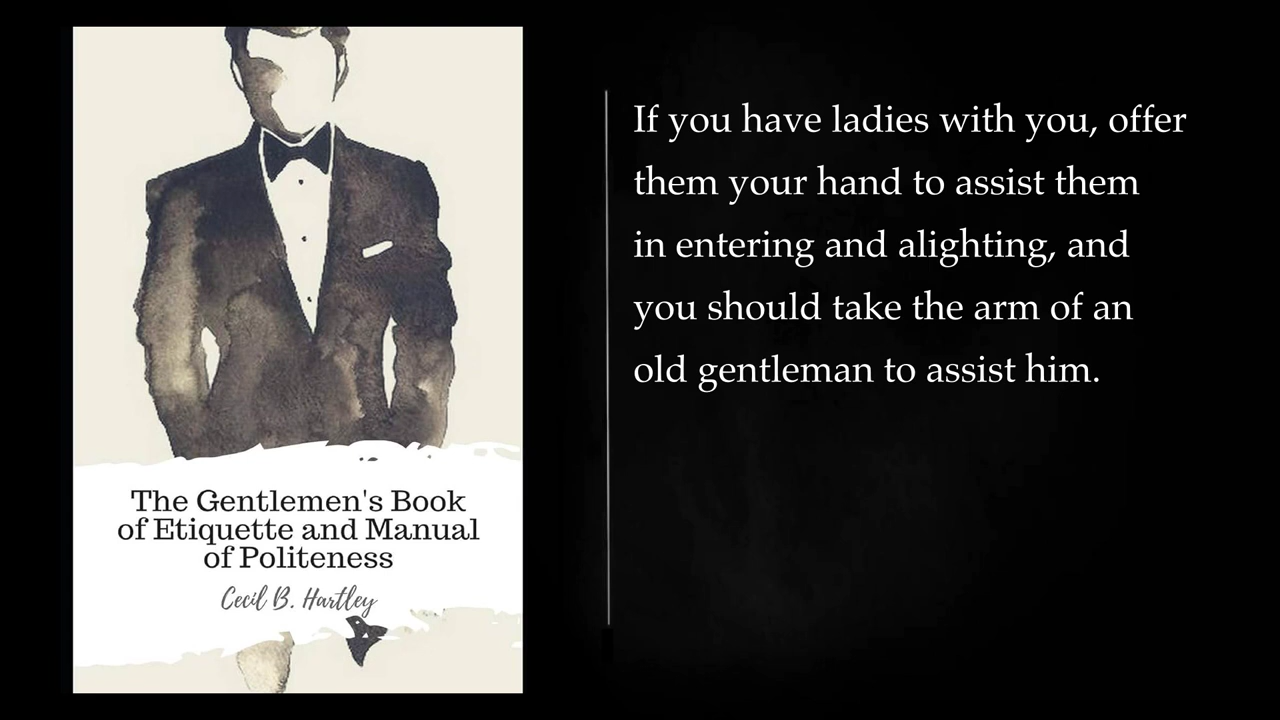 The Gentlemen's Book
of Etiquette and Manual
of Politeness
Cecil B. Hartley
If you have ladies with you, offer
them your hand to assist them
in entering and alighting, and
you should take the arm of an
old gentleman to assist him.